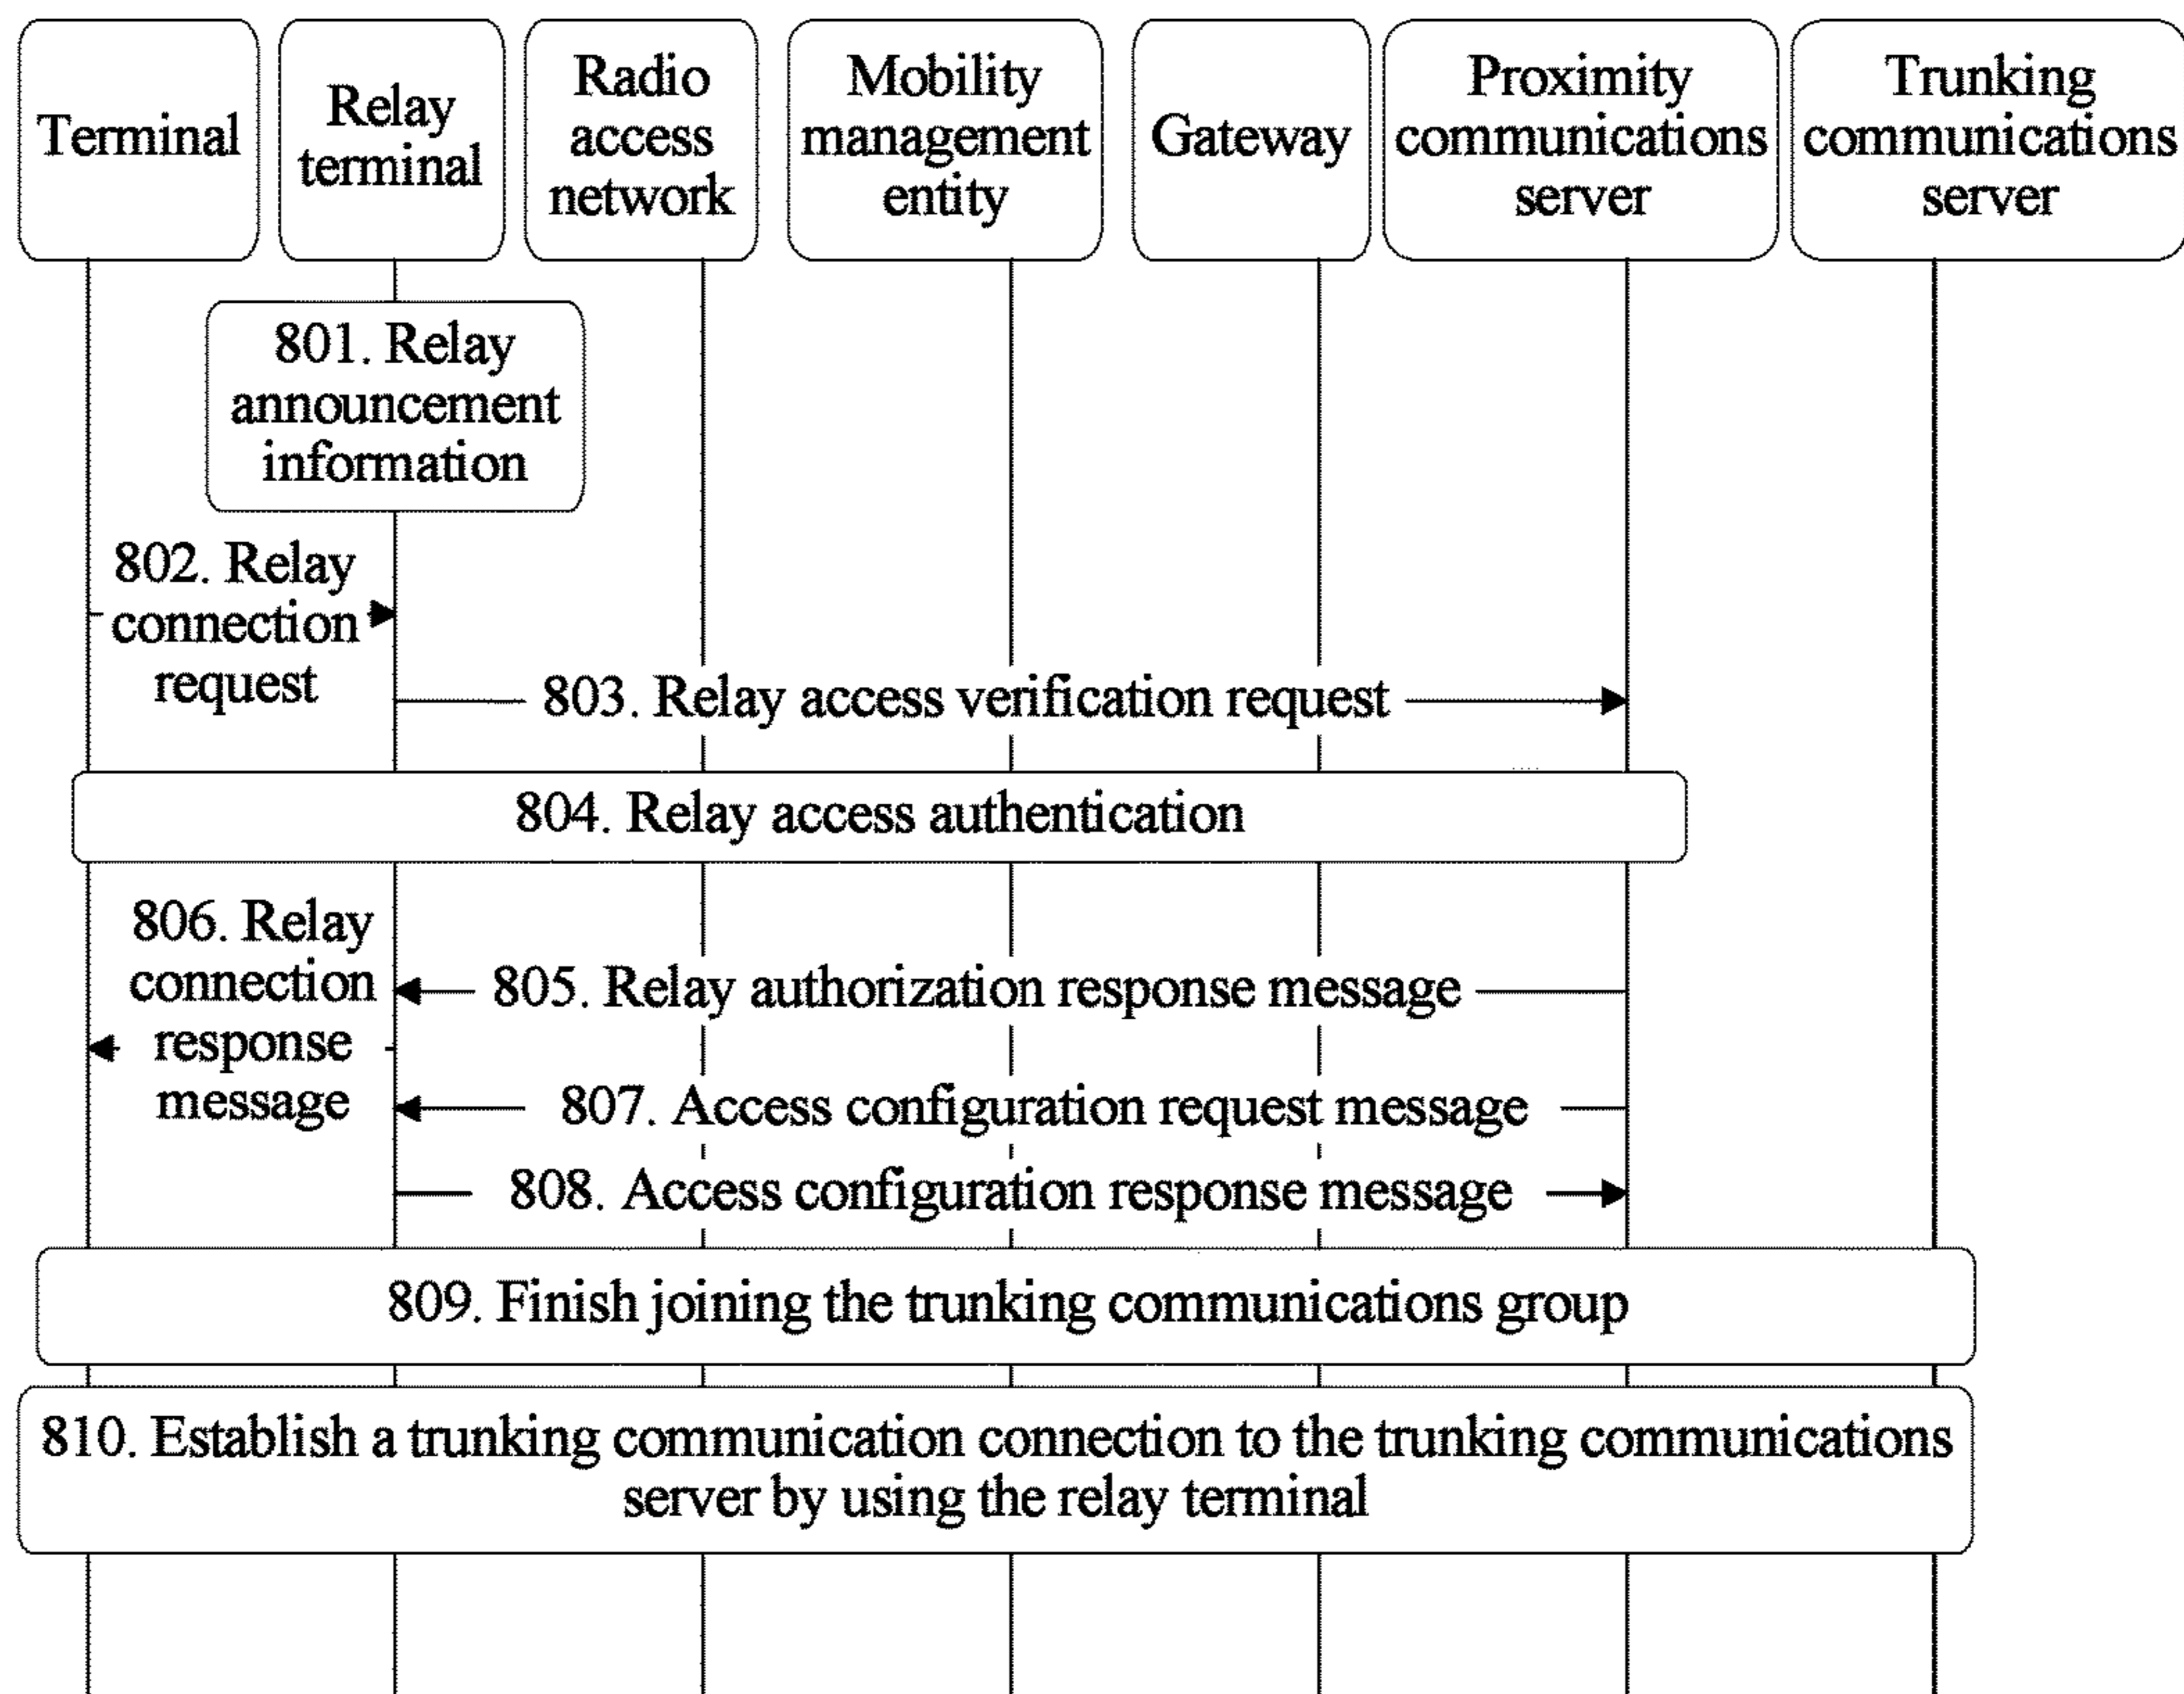 Terminal
Relay
terminal
Radio
access
network
Mobility
management
entity
Gateway
Proximity
communications
server
Trunking
communications
server
801. Relay
announcement
information
802. Relay
connection
request
803. Relay access verification request
804. Relay access authentication
805. Relay authorization response message
806. Relay
connection
response
message
807. Access configuration request message
808. Access configuration response message
809. Finish joining the trunking communications group
810. Establish a trunking communication connection to the trunking communications
server by using the relay terminal